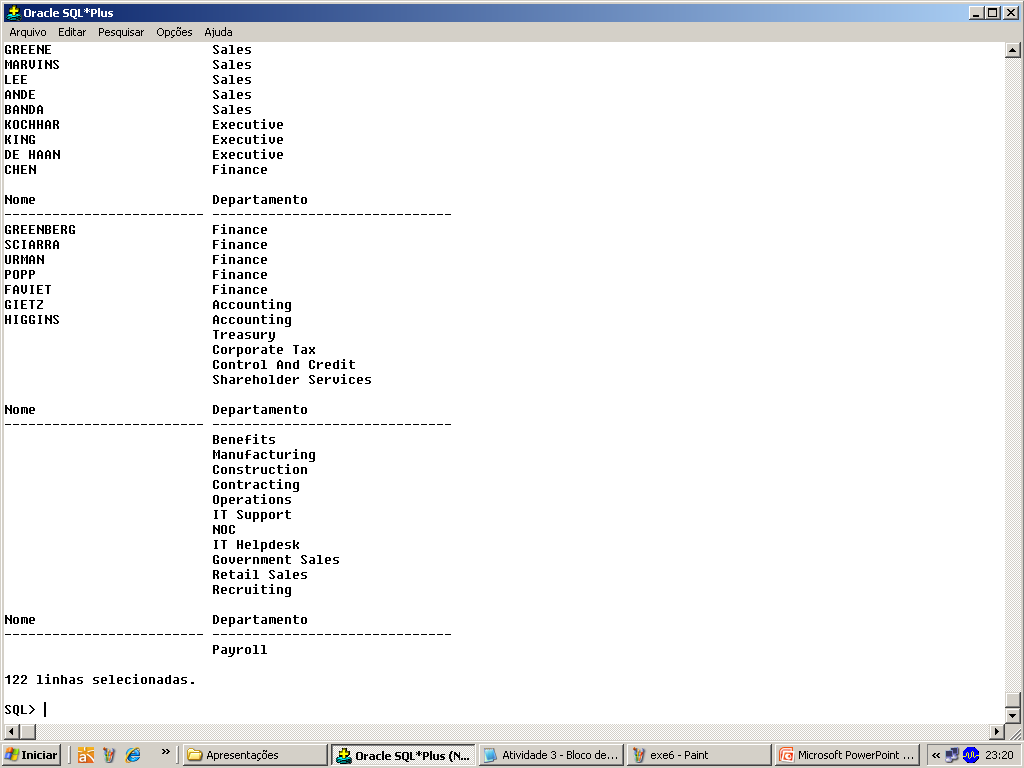 Oracle SQL*Plus
Arquivo Editar Pesquisar Opções Ajuda
GREENE Sales
MARVINS Sales
LEE Sales
ANDE Sales
BANDA Sales
KOCHHAR Executive
KING Executive
DE HAAN Executive
CHEN Finance
Nome Departamento
------------------------- ------------------------------
GREENBERG Finance
SCIARRA Finance
URMAN Finance
POPP Finance
FAVIET Finance
GIETZ Accounting
HIGGINS Accounting
Treasury
Corporate Tax
Control And Credit
Shareholder Services
Nome Departamento
------------------------- ------------------------------
Benefits
Manufacturing
Construction
Contracting
Operations
IT Support
NOC
IT Helpdesk
Government Sales
Retail Sales
Recruiting
Nome Departamento
------------------------- ------------------------------
Payroll
122 linhas selecionadas.
SQL>
Iniciar » Apresentações Oracle SQL*Plus (N... Atividade 3 - Bloco de... exe6 - Paint Microsoft PowerPoint ... « 23:20